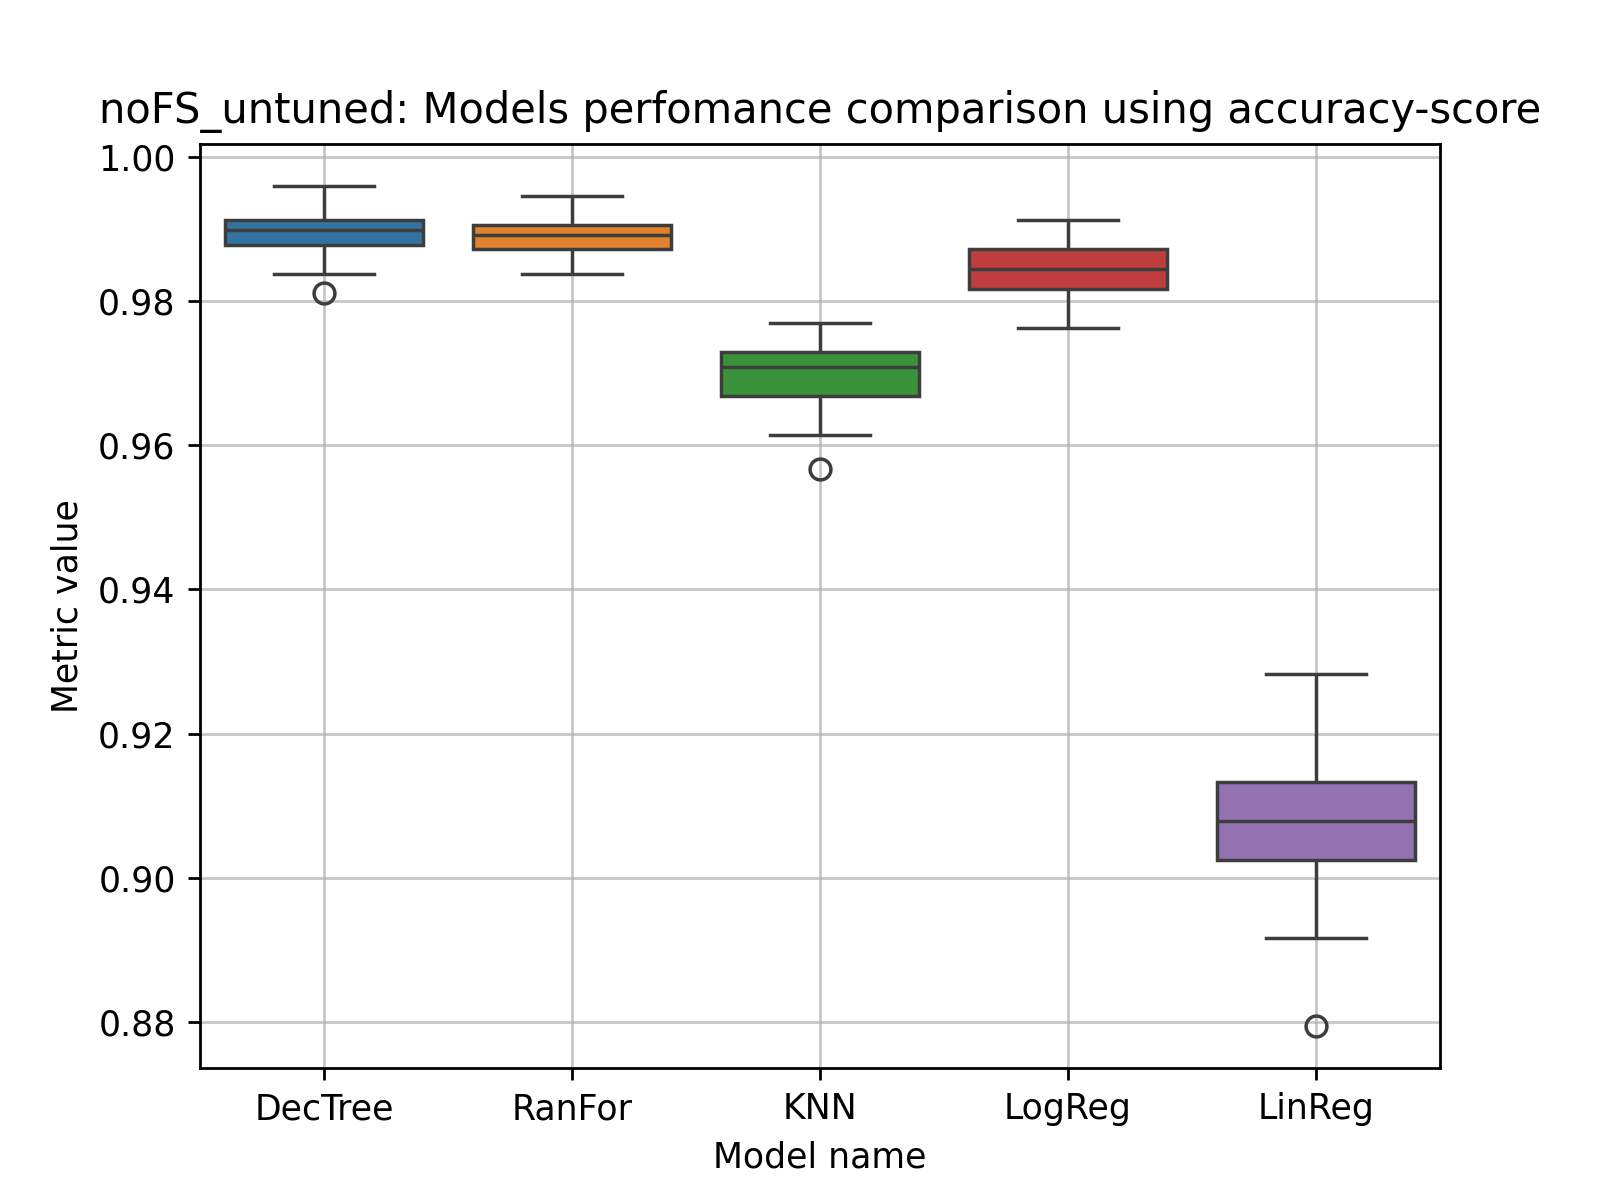 noFS_untuned: Models perfomance comparison using accuracy-score
1.00
0.98
0.96
0.94
0.92
0.90
0.88
Metric value
DecTree
RanFor
KNN
LogReg
LinReg
Model name